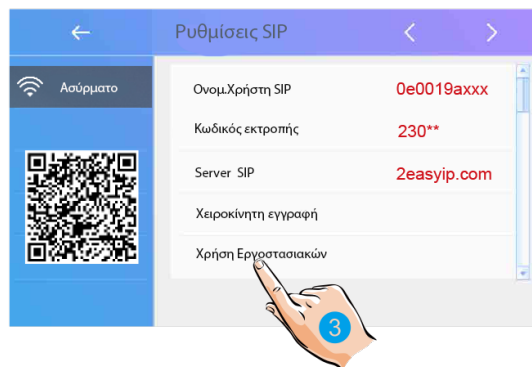 Ρυθμίσεις SIP
Ασύρματο
Ονομ.Χρήστη SIP 0e0019axxx
Κωδικός εκτροπής 230**
Server SIP 2easyip.com
Χειροκίνητη εγγραφή
Χρήση Εργοστασιακών
3